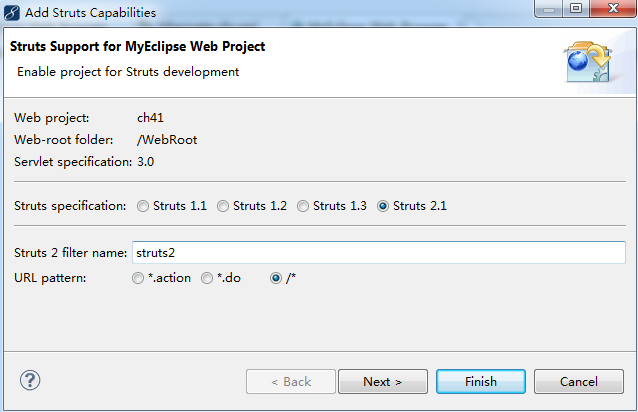 Add Struts Capabilities
Struts Support for MyEclipse Web Project
Enable project for Struts development
Web project: ch41
Web-root folder: /WebRoot
Servlet specification: 3.0
Struts specification: Struts 1.1 Struts 1.2 Struts 1.3 Struts 2.1
Struts 2 filter name: struts2
URL pattern: *.action *.do /*
? < Back Next > Finish Cancel